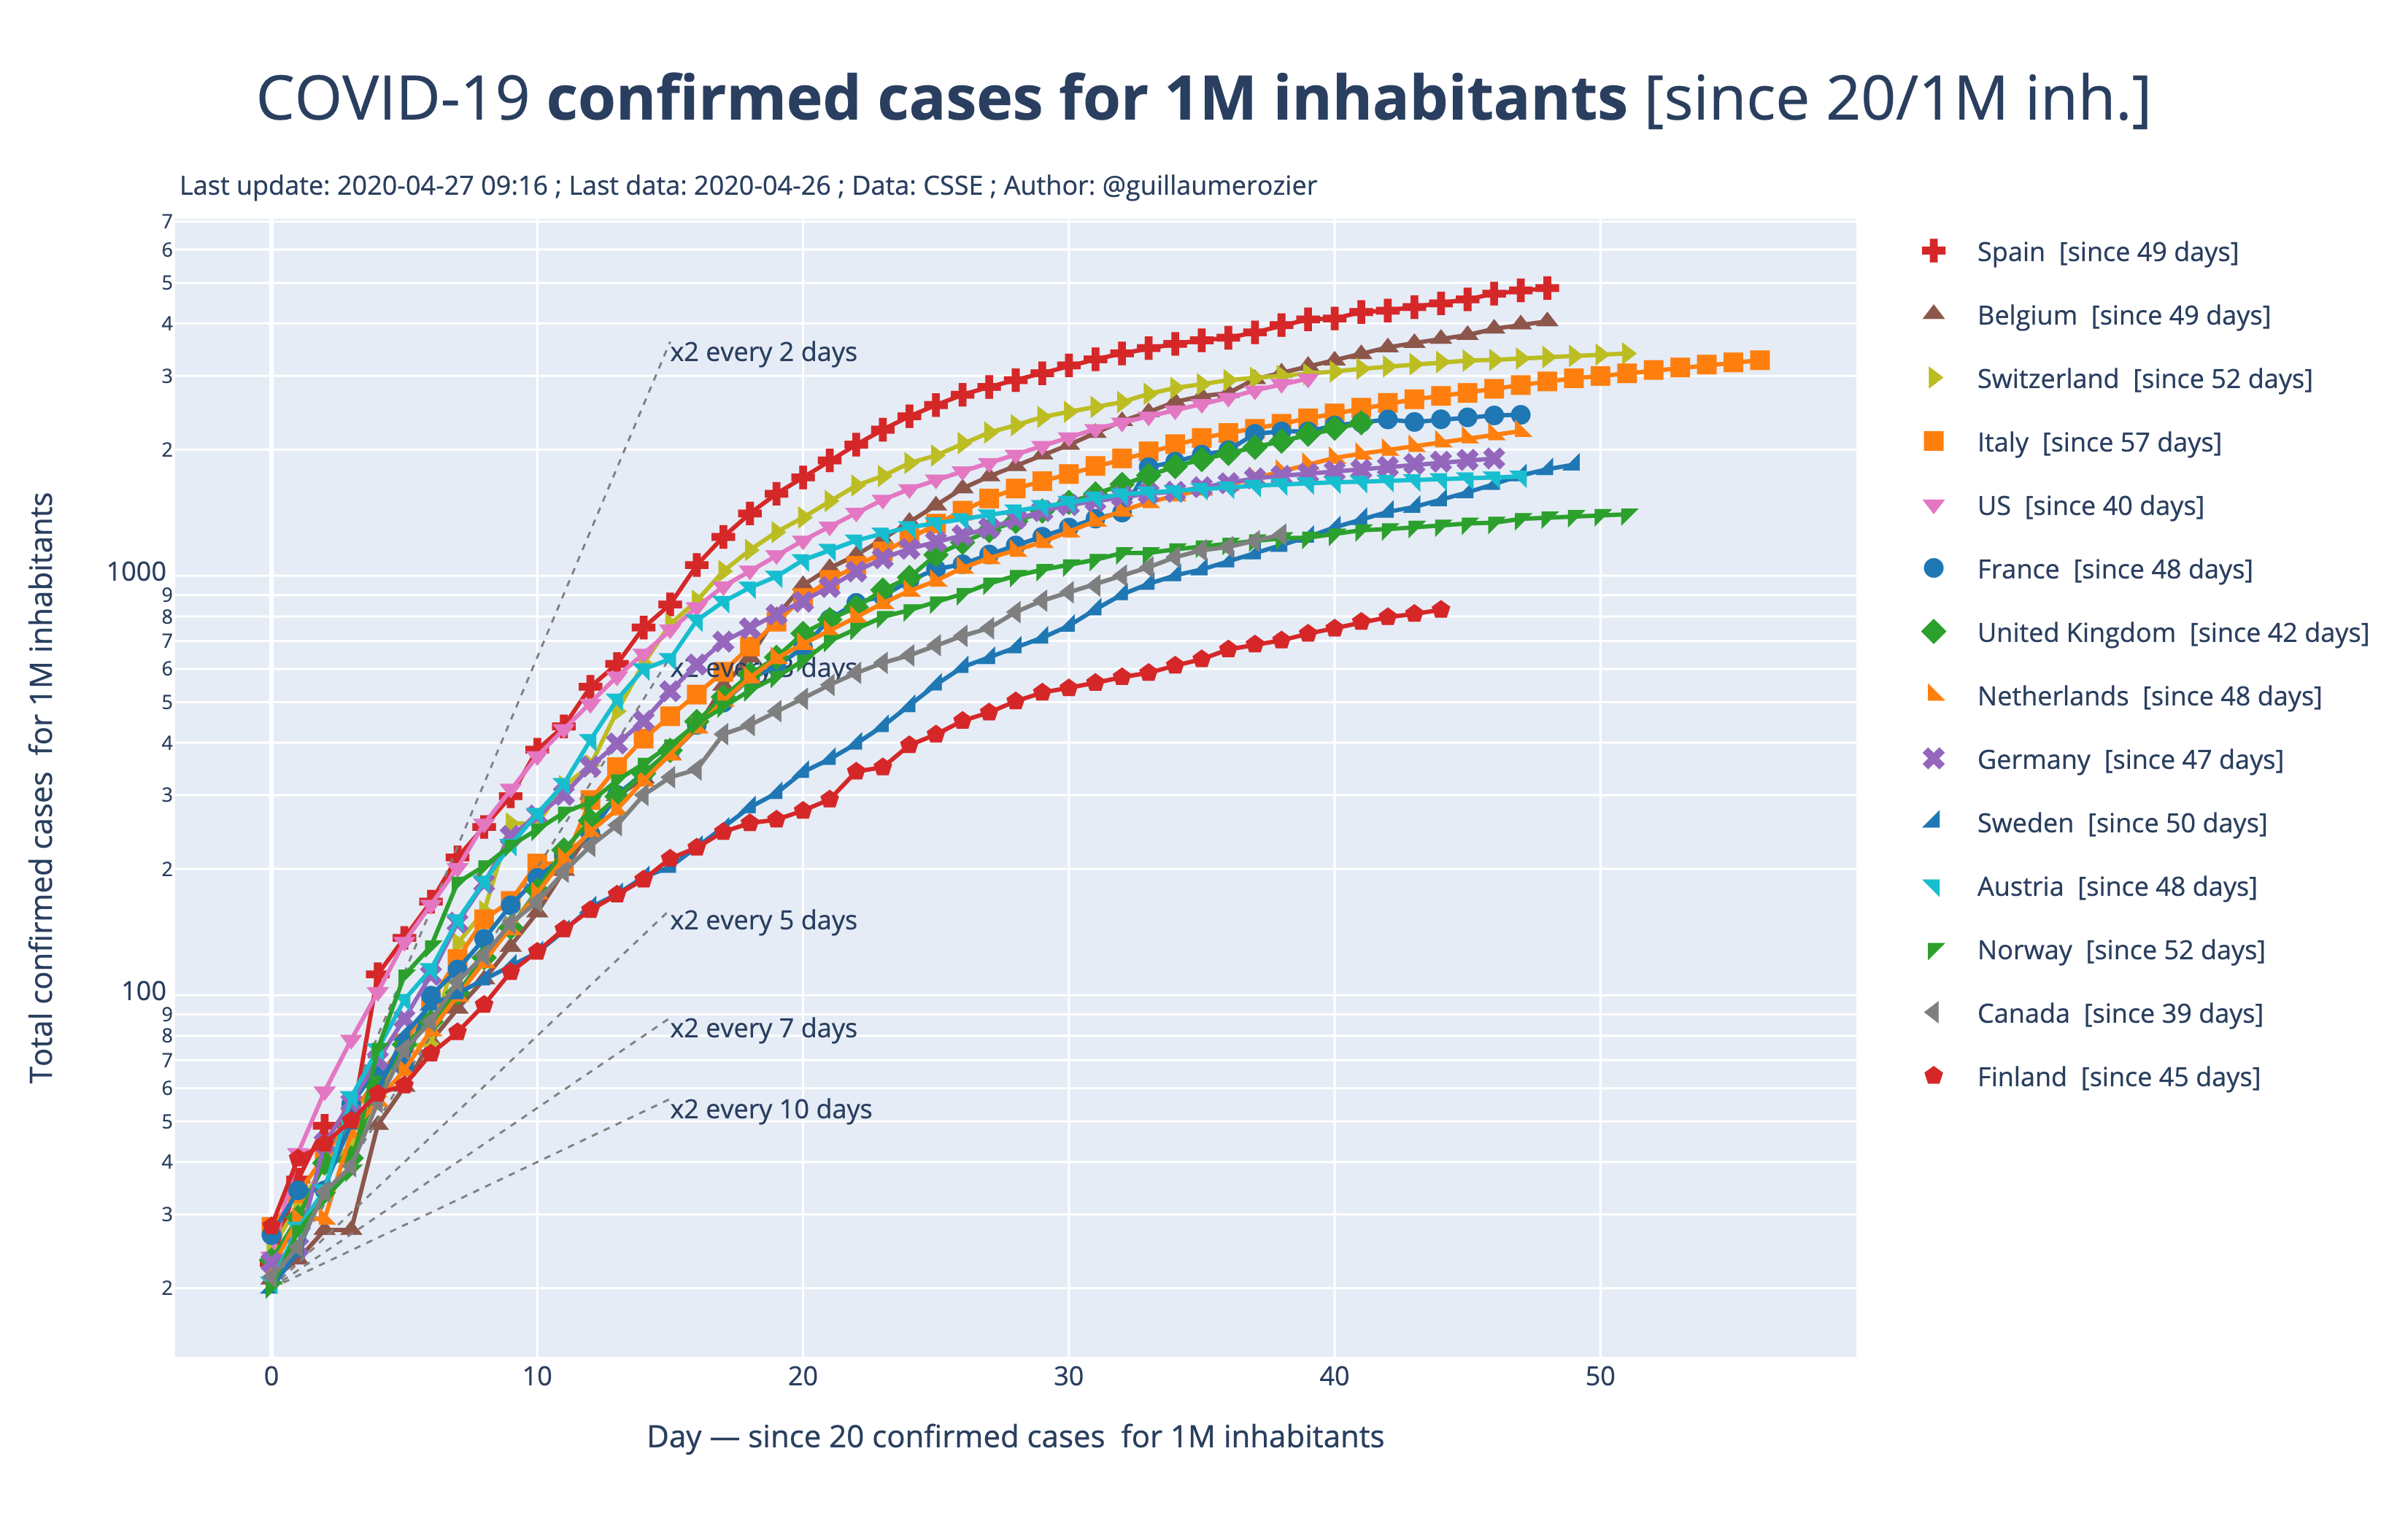 COVID-19 confirmed cases for 1M inhabitants [since 20/1M inh.]
Last update: 2020-04-27 09:16 ; Last data: 2020-04-26 ; Data: CSSE ; Author: @guillaumerozier
Total confirmed cases  for 1M inhabitants
7
6
5
4
3
2
1000
9
8
7
6
5
4
3
2
100
9
8
7
6
5
4
3
2
x2 every 2 days
x2 every 3 days
x2 every 5 days
x2 every 7 days
x2 every 10 days
0 10 20 30 40 50
Day — since 20 confirmed cases  for 1M inhabitants
Spain  [since 49 days]
Belgium  [since 49 days]
Switzerland  [since 52 days]
Italy  [since 57 days]
US  [since 40 days]
France  [since 48 days]
United Kingdom  [since 42 days]
Netherlands  [since 48 days]
Germany  [since 47 days]
Sweden  [since 50 days]
Austria  [since 48 days]
Norway  [since 52 days]
Canada  [since 39 days]
Finland  [since 45 days]